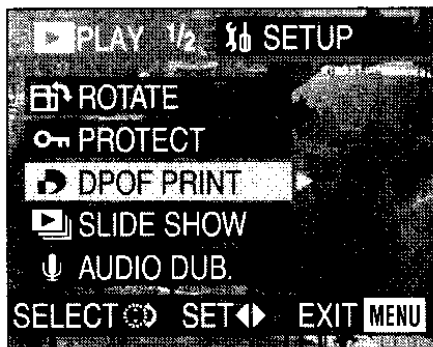 PLAY 1/2 SETUP
ROTATE
PROTECT
DPOF PRINT
SLIDE SHOW
AUDIO DUB.
SELECT SET EXIT MENU